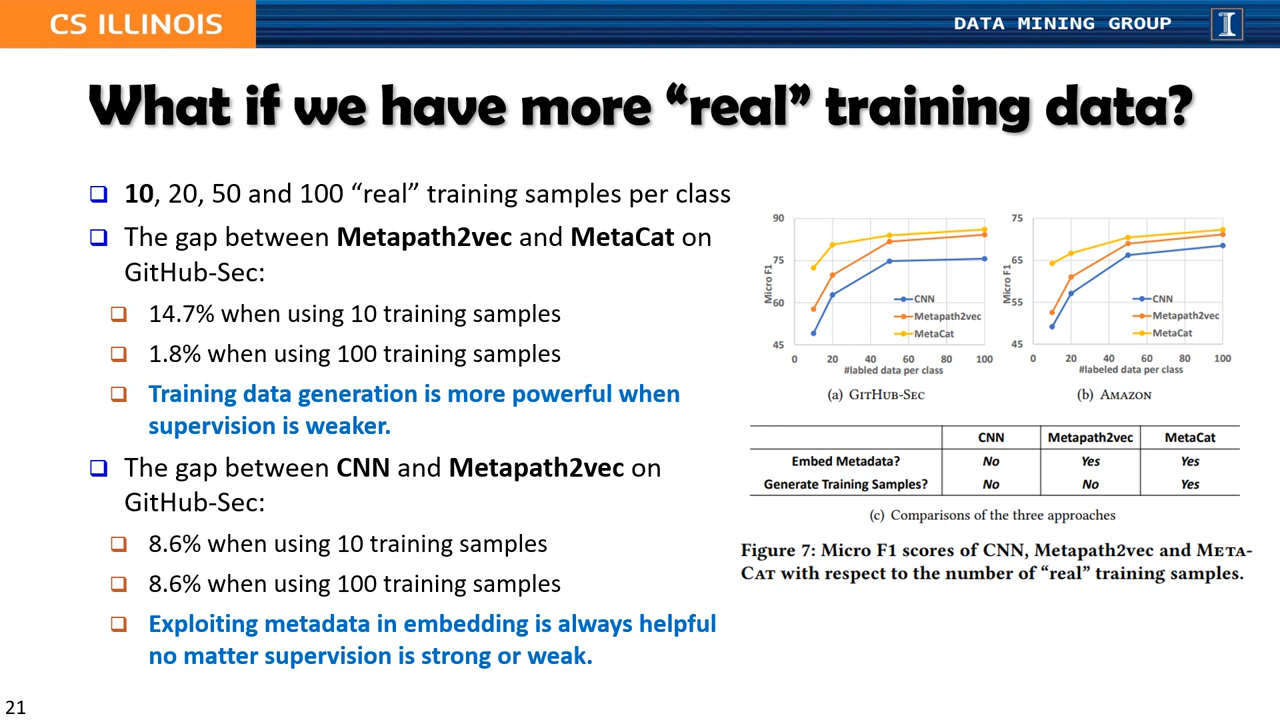 CS ILLINOIS
DATA MINING GROUP
I
What if we have more “real” training data?
10, 20, 50 and 100 “real” training samples per class
The gap between Metapath2vec and MetaCat on
GitHub-Sec:
14.7% when using 10 training samples
1.8% when using 100 training samples
Training data generation is more powerful when
supervision is weaker.
The gap between CNN and Metapath2vec on
GitHub-Sec:
8.6% when using 10 training samples
8.6% when using 100 training samples
Exploiting metadata in embedding is always helpful
no matter supervision is strong or weak.
90
75
60
45
Micro F1
CNN
Metapath2vec
MetaCat
0 20 40 60 80 100
#labled data per class
(a) GitHub-Sec
75
65
55
45
Micro F1
CNN
Metapath2vec
MetaCat
0 20 40 60 80 100
#labeled data per class
(b) Amazon
CNN Metapath2vec MetaCat
Embed Metadata? No Yes Yes
Generate Training Samples? No No Yes
(c) Comparisons of the three approaches
Figure 7: Micro F1 scores of CNN, Metapath2vec and Meta-
Cat with respect to the number of “real” training samples.
21